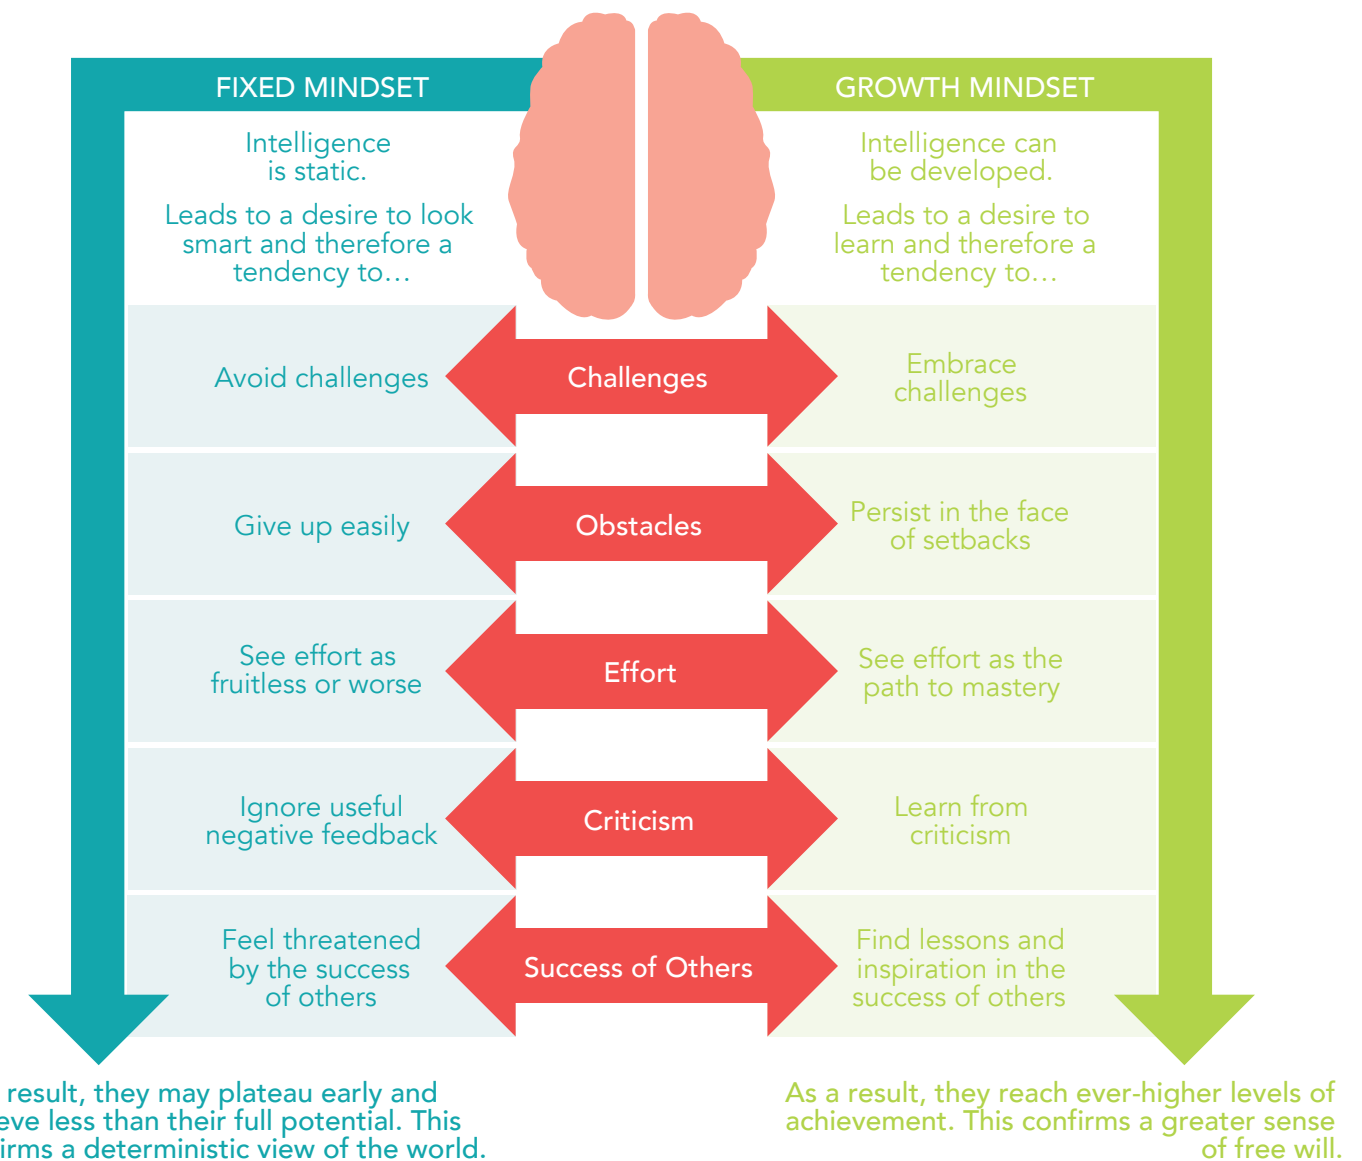 FIXED MINDSET
Intelligence
is static.
Leads to a desire to look
smart and therefore a
tendency to…
GROWTH MINDSET
Intelligence can
be developed.
Leads to a desire to
learn and therefore a
tendency to…
Avoid challenges
Challenges
Embrace
challenges
Give up easily
Obstacles
Persist in the face
of setbacks
See effort as
fruitless or worse
Effort
See effort as the
path to mastery
Ignore useful
negative feedback
Criticism
Learn from
criticism
Feel threatened
by the success
of others
Success of Others
Find lessons and
inspiration in the
success of others
result, they may plateau early and
eve less than their full potential. This
irms a deterministic view of the world.
As a result, they reach ever-higher levels of
achievement. This confirms a greater sense
of free will.